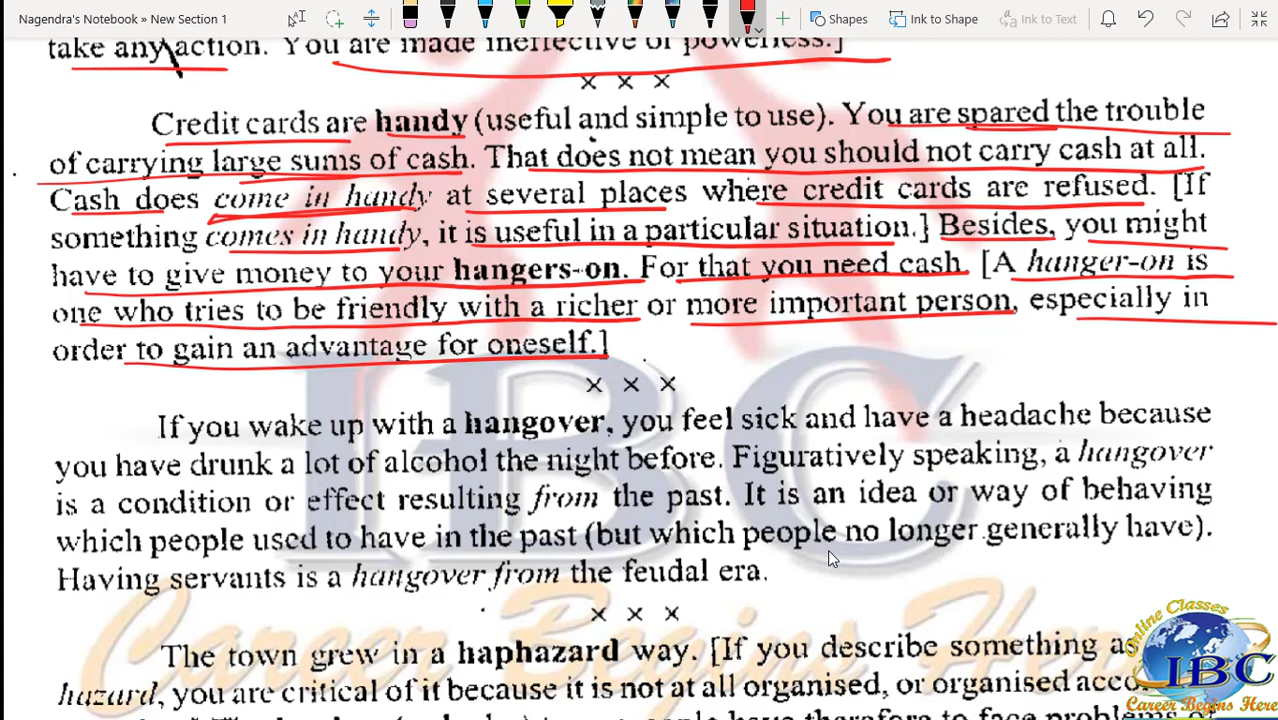 Nagendra's Notebook » New Section 1
Shapes
Ink to Shape
Ink to Text
take any action. You are made ineffective or powerless.]
× × ×
Credit cards are handy (useful and simple to use). You are spared the trouble
of carrying large sums of cash. That does not mean you should not carry cash at all.
Cash does come in handy at several places where credit cards are refused. [If
something comes in handy, it is useful in a particular situation.] Besides, you might
have to give money to your hangers-on. For that you need cash. [A hanger-on is
one who tries to be friendly with a richer or more important person, especially in
order to gain an advantage for oneself.]
× × ×
If you wake up with a hangover, you feel sick and have a headache because
you have drunk a lot of alcohol the night before. Figuratively speaking, a hangover
is a condition or effect resulting from the past. It is an idea or way of behaving
which people used to have in the past (but which people no longer generally have).
Having servants is a hangover from the feudal era.
× × ×
The town grew in a haphazard way. [If you describe something as
hazard, you are critical of it because it is not at all organised, or organised acco
have therefore to face problems of
Online Classes
IBC
Career Begins Here
IBC
Career Begins Here